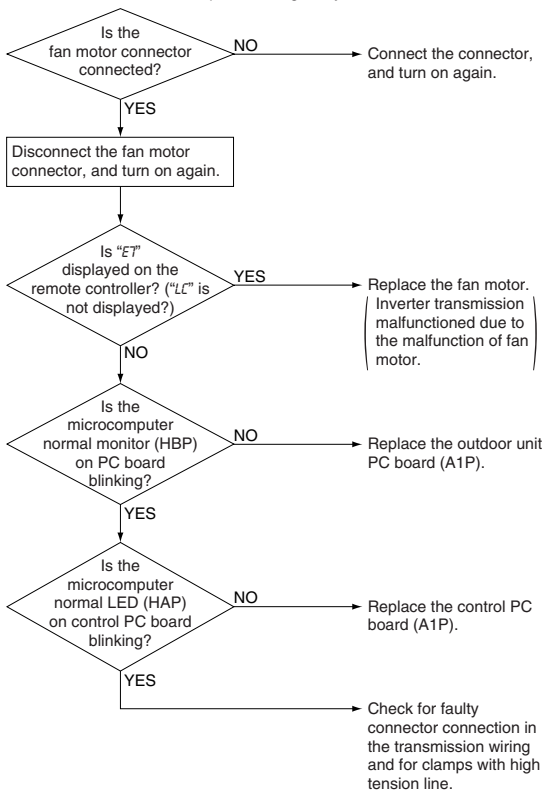 Is the
fan motor connector
connected?
NO
Connect the connector,
and turn on again.
YES
Disconnect the fan motor
connector, and turn on again.
Is “E7”
displayed on the
remote controller? (“LC” is
not displayed?)
YES
Replace the fan motor.
Inverter transmission
malfunctioned due to
the malfunction of fan
motor.
NO
Is the
microcomputer
normal monitor (HBP)
on PC board
blinking?
NO
Replace the outdoor unit
PC board (A1P).
YES
Is the
microcomputer
normal LED (HAP)
on control PC board
blinking?
NO
Replace the control PC
board (A1P).
YES
Check for faulty
connector connection in
the transmission wiring
and for clamps with high
tension line.